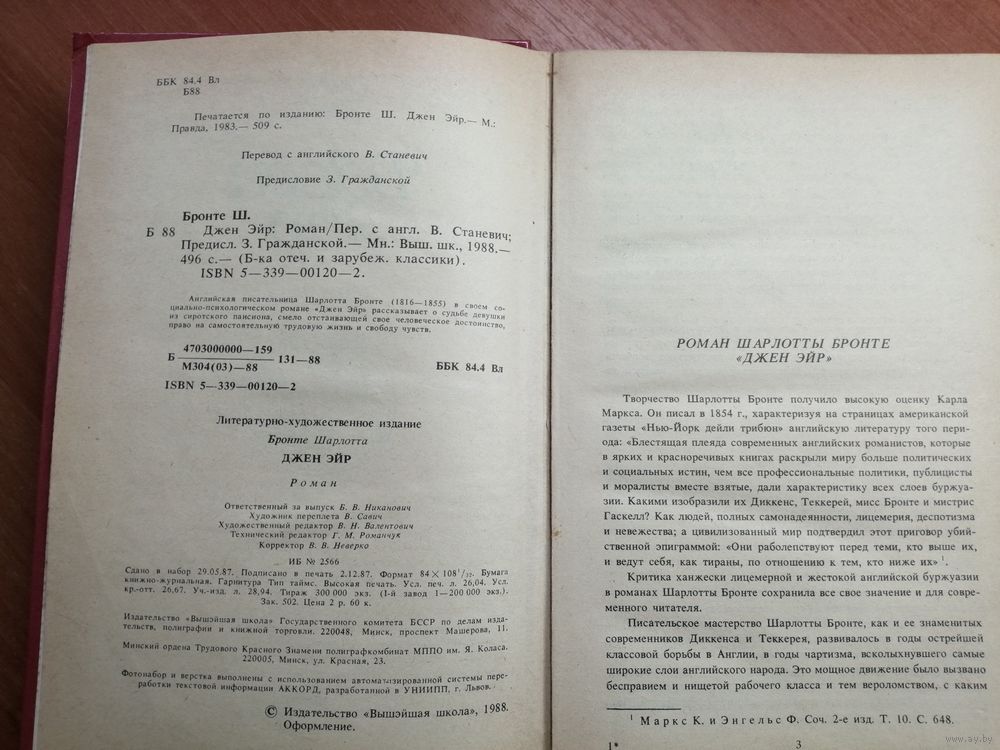 ББК 84.4 Вл
Б88
Печатается по изданию: Бронте Ш. Джен Эйр.— М.:
Правда, 1983.— 509 с.
Перевод с английского В. Станевич
Предисловие З. Гражданской
Бронте Ш.
Б 88 Джен Эйр: Роман/Пер. с англ. В. Станевич;
Предисл. З. Гражданской.— Мн.: Выш. шк., 1988.—
496 с.— (Б-ка отеч. и зарубеж. классики).
ISBN 5—339—00120—2.
Английская писательница Шарлотта Бронте (1816—1855) в своем со-
циально-психологическом романе «Джен Эйр» рассказывает о судьбе девушки
из сиротского пансиона, смело отстаивающей свое человеческое достоинство,
право на самостоятельную трудовую жизнь и свободу чувств.
4703000000—159
Б 131—88 ББК 84.4 Вл
М304(03)—88
ISBN 5—339—00120—2
Литературно-художественное издание
Бронте Шарлотта
ДЖЕН ЭЙР
Роман
Ответственный за выпуск Б. В. Никанович
Художник переплета В. Савич
Художественный редактор В. Н. Валентович
Технический редактор Г. М. Романчук
Корректор В. В. Неверко
ИБ № 2566
Сдано в набор 29.05.87. Подписано в печать 2.12.87. Формат 84×108¹/₃₂. Бумага
книжно-журнальная. Гарнитура Тип таймс. Высокая печать. Усл. печ. л. 26,04. Усл.
кр.-отт. 26,67. Уч.-изд. л. 28,94. Тираж 300 000 экз. (1-й завод 1—200 000 экз.).
Зак. 502. Цена 2 р. 60 к.
Издательство «Вышэйшая школа» Государственного комитета БССР по делам изда-
тельств, полиграфии и книжной торговли. 220048, Минск, проспект Машерова, 11.
Минский ордена Трудового Красного Знамени полиграфкомбинат МППО им. Я. Коласа.
220005, Минск, ул. Красная, 23.
Фотонабор и верстка выполнены с использованием автоматизированной системы пере-
работки текстовой информации АККОРД, разработанной в УНИИПП, г. Львов.
© Издательство «Вышэйшая школа», 1988.
Оформление.
РОМАН ШАРЛОТТЫ БРОНТЕ
«ДЖЕН ЭЙР»
Творчество Шарлотты Бронте получило высокую оценку Карла
Маркса. Он писал в 1854 г., характеризуя на страницах американской
газеты «Нью-Йорк дейли трибюн» английскую литературу того пери-
ода: «Блестящая плеяда современных английских романистов, которые
в ярких и красноречивых книгах раскрыли миру больше политических
и социальных истин, чем все профессиональные политики, публицисты
и моралисты вместе взятые, дали характеристику всех слоев буржуа-
зии. Какими изобразили их Диккенс, Теккерей, мисс Бронте и мистрис
Гаскелл? Как людей, полных самонадеянности, лицемерия, деспотизма
и невежества; а цивилизованный мир подтвердил этот приговор убий-
ственной эпиграммой: «Они раболепствуют перед теми, кто выше их,
и ведут себя, как тираны, по отношению к тем, кто ниже их» ¹.
Критика ханжески лицемерной и жестокой английской буржуазии
в романах Шарлотты Бронте сохранила все свое значение и для совре-
менного читателя.
Писательское мастерство Шарлотты Бронте, как и ее знаменитых
современников Диккенса и Теккерея, развивалось в годы острейшей
классовой борьбы в Англии, в годы чартизма, всколыхнувшего самые
широкие слои английского народа. Это мощное движение было вызвано
бесправием и нищетой рабочего класса и тем вероломством, с каким
¹ Маркс К. и Энгельс Ф. Соч. 2-е изд. Т. 10. С. 648.
1* 3
www.ay.by